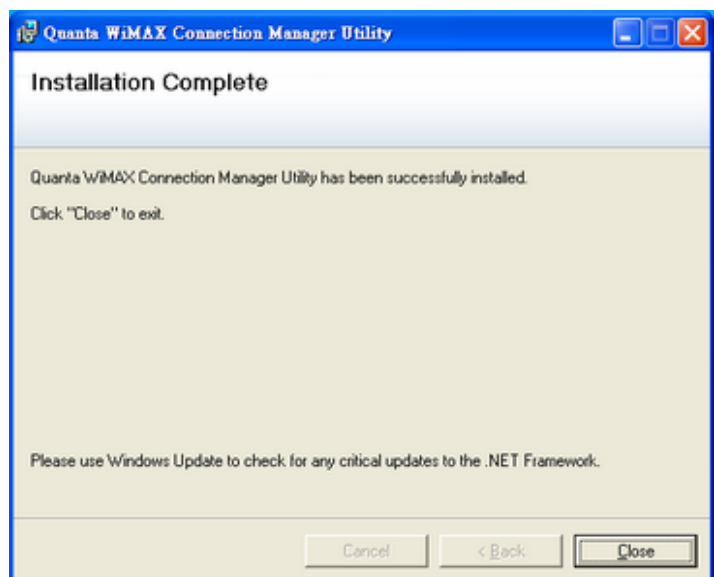 Quanta WiMAX Connection Manager Utility
Installation Complete
Quanta WiMAX Connection Manager Utility has been successfully installed.
Click "Close" to exit.
Please use Windows Update to check for any critical updates to the .NET Framework.
Cancel
< Back
Close